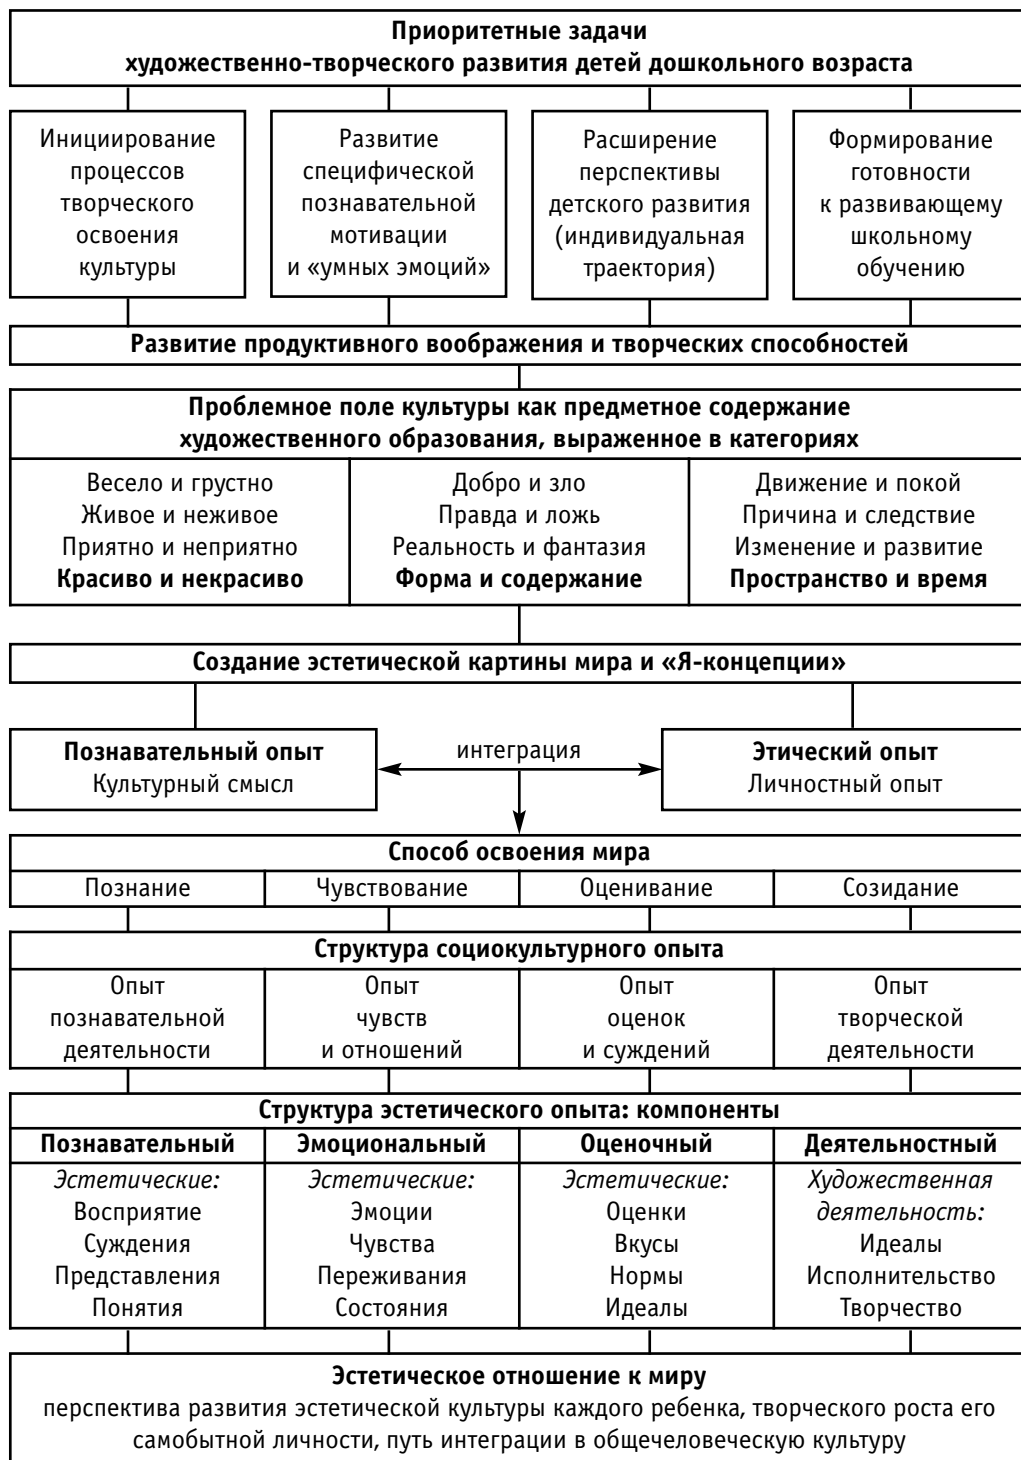 Приоритетные задачи
художественно-творческого развития детей дошкольного возраста
Инициирование
процессов
творческого
освоения
культуры
Развитие
специфической
познавательной
мотивации
и «умных эмоций»
Расширение
перспективы
детского развития
(индивидуальная
траектория)
Формирование
готовности
к развивающему
школьному
обучению
Развитие продуктивного воображения и творческих способностей
Проблемное поле культуры как предметное содержание
художественного образования, выраженное в категориях
Весело и грустно
Живое и неживое
Приятно и неприятно
Красиво и некрасиво
Добро и зло
Правда и ложь
Реальность и фантазия
Форма и содержание
Движение и покой
Причина и следствие
Изменение и развитие
Пространство и время
Создание эстетической картины мира и «Я-концепции»
Познавательный опыт
Культурный смысл
интеграция
Этический опыт
Личностный опыт
Способ освоения мира
Познание
Чувствование
Оценивание
Созидание
Структура социокультурного опыта
Опыт
познавательной
деятельности
Опыт
чувств
и отношений
Опыт
оценок
и суждений
Опыт
творческой
деятельности
Структура эстетического опыта: компоненты
Познавательный
Эмоциональный
Оценочный
Деятельностный
Эстетические:
Восприятие
Суждения
Представления
Понятия
Эстетические:
Эмоции
Чувства
Переживания
Состояния
Эстетические:
Оценки
Вкусы
Нормы
Идеалы
Художественная
деятельность:
Идеалы
Исполнительство
Творчество
Эстетическое отношение к миру
перспектива развития эстетической культуры каждого ребенка, творческого роста его
самобытной личности, путь интеграции в общечеловеческую культуру